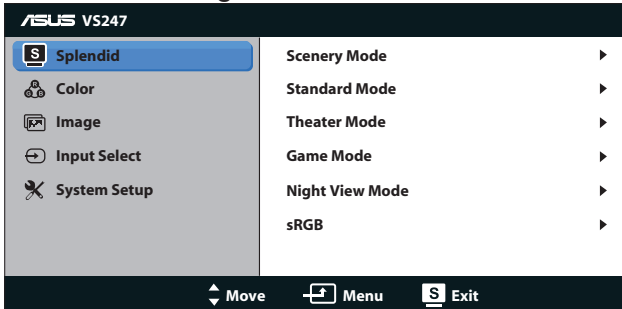 ASUS VS247
S Splendid
Color
Image
Input Select
System Setup
Scenery Mode
Standard Mode
Theater Mode
Game Mode
Night View Mode
sRGB
Move Menu S Exit